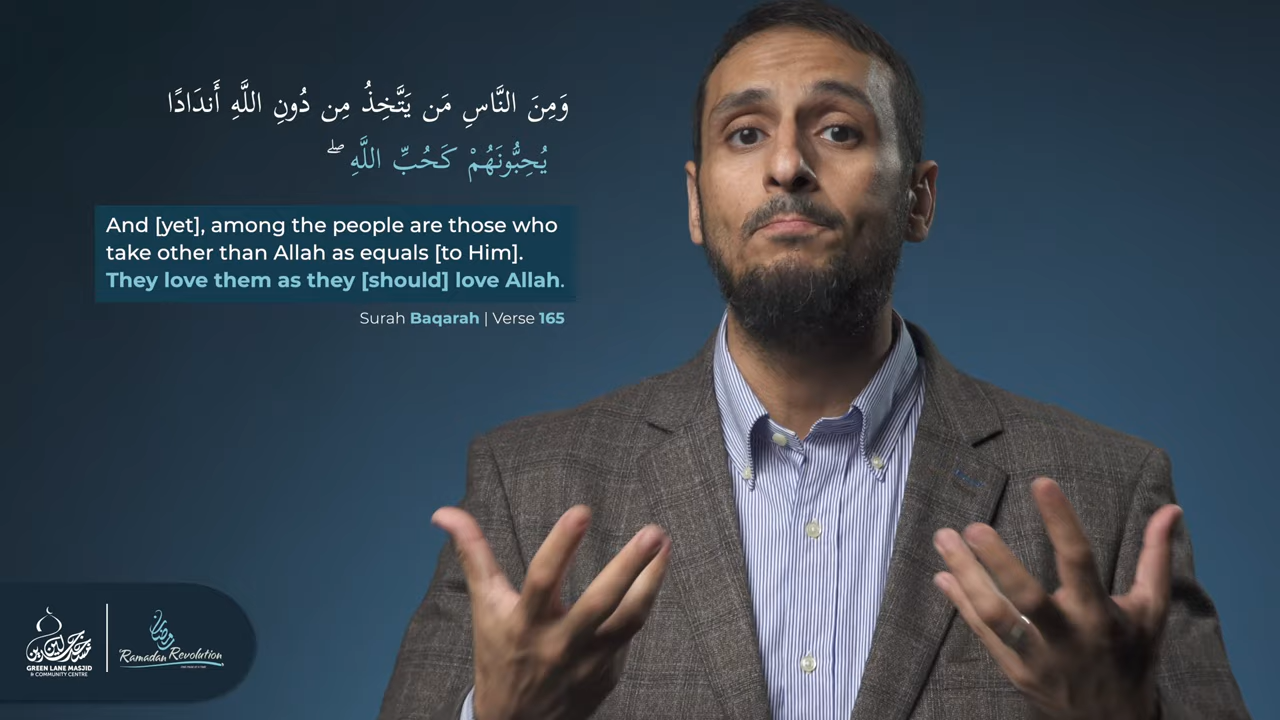 وَمِنَ النَّاسِ مَن يَتَّخِذُ مِن دُونِ اللَّهِ أَندَادًا
يُحِبُّونَهُمْ كَحُبِّ اللَّهِ ۖ
And [yet], among the people are those who
take other than Allah as equals [to Him].
They love them as they [should] love Allah.
Surah Baqarah | Verse 165
GREEN LANE MASJID
& COMMUNITY CENTRE
رمضان
Ramadan Revolution